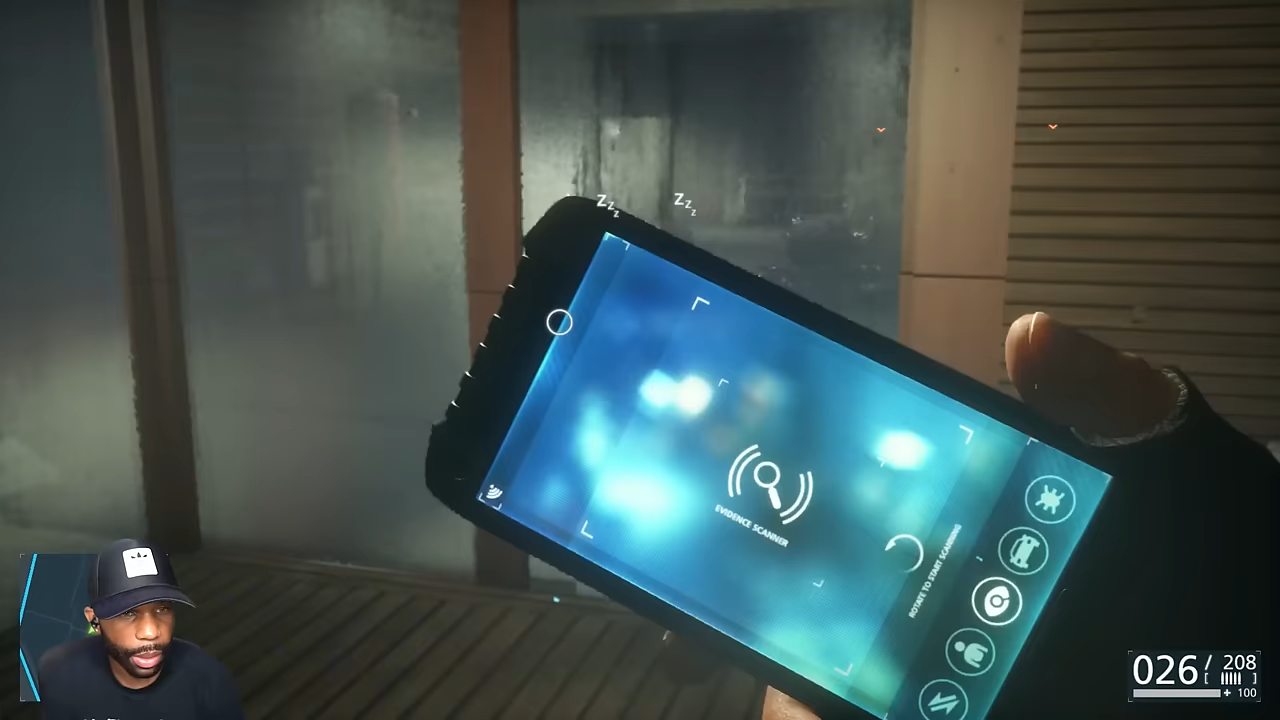 Zzz
Zzz
EVIDENCE SCANNER
ROTATE TO START SCANNING
026 / 208
+ 100